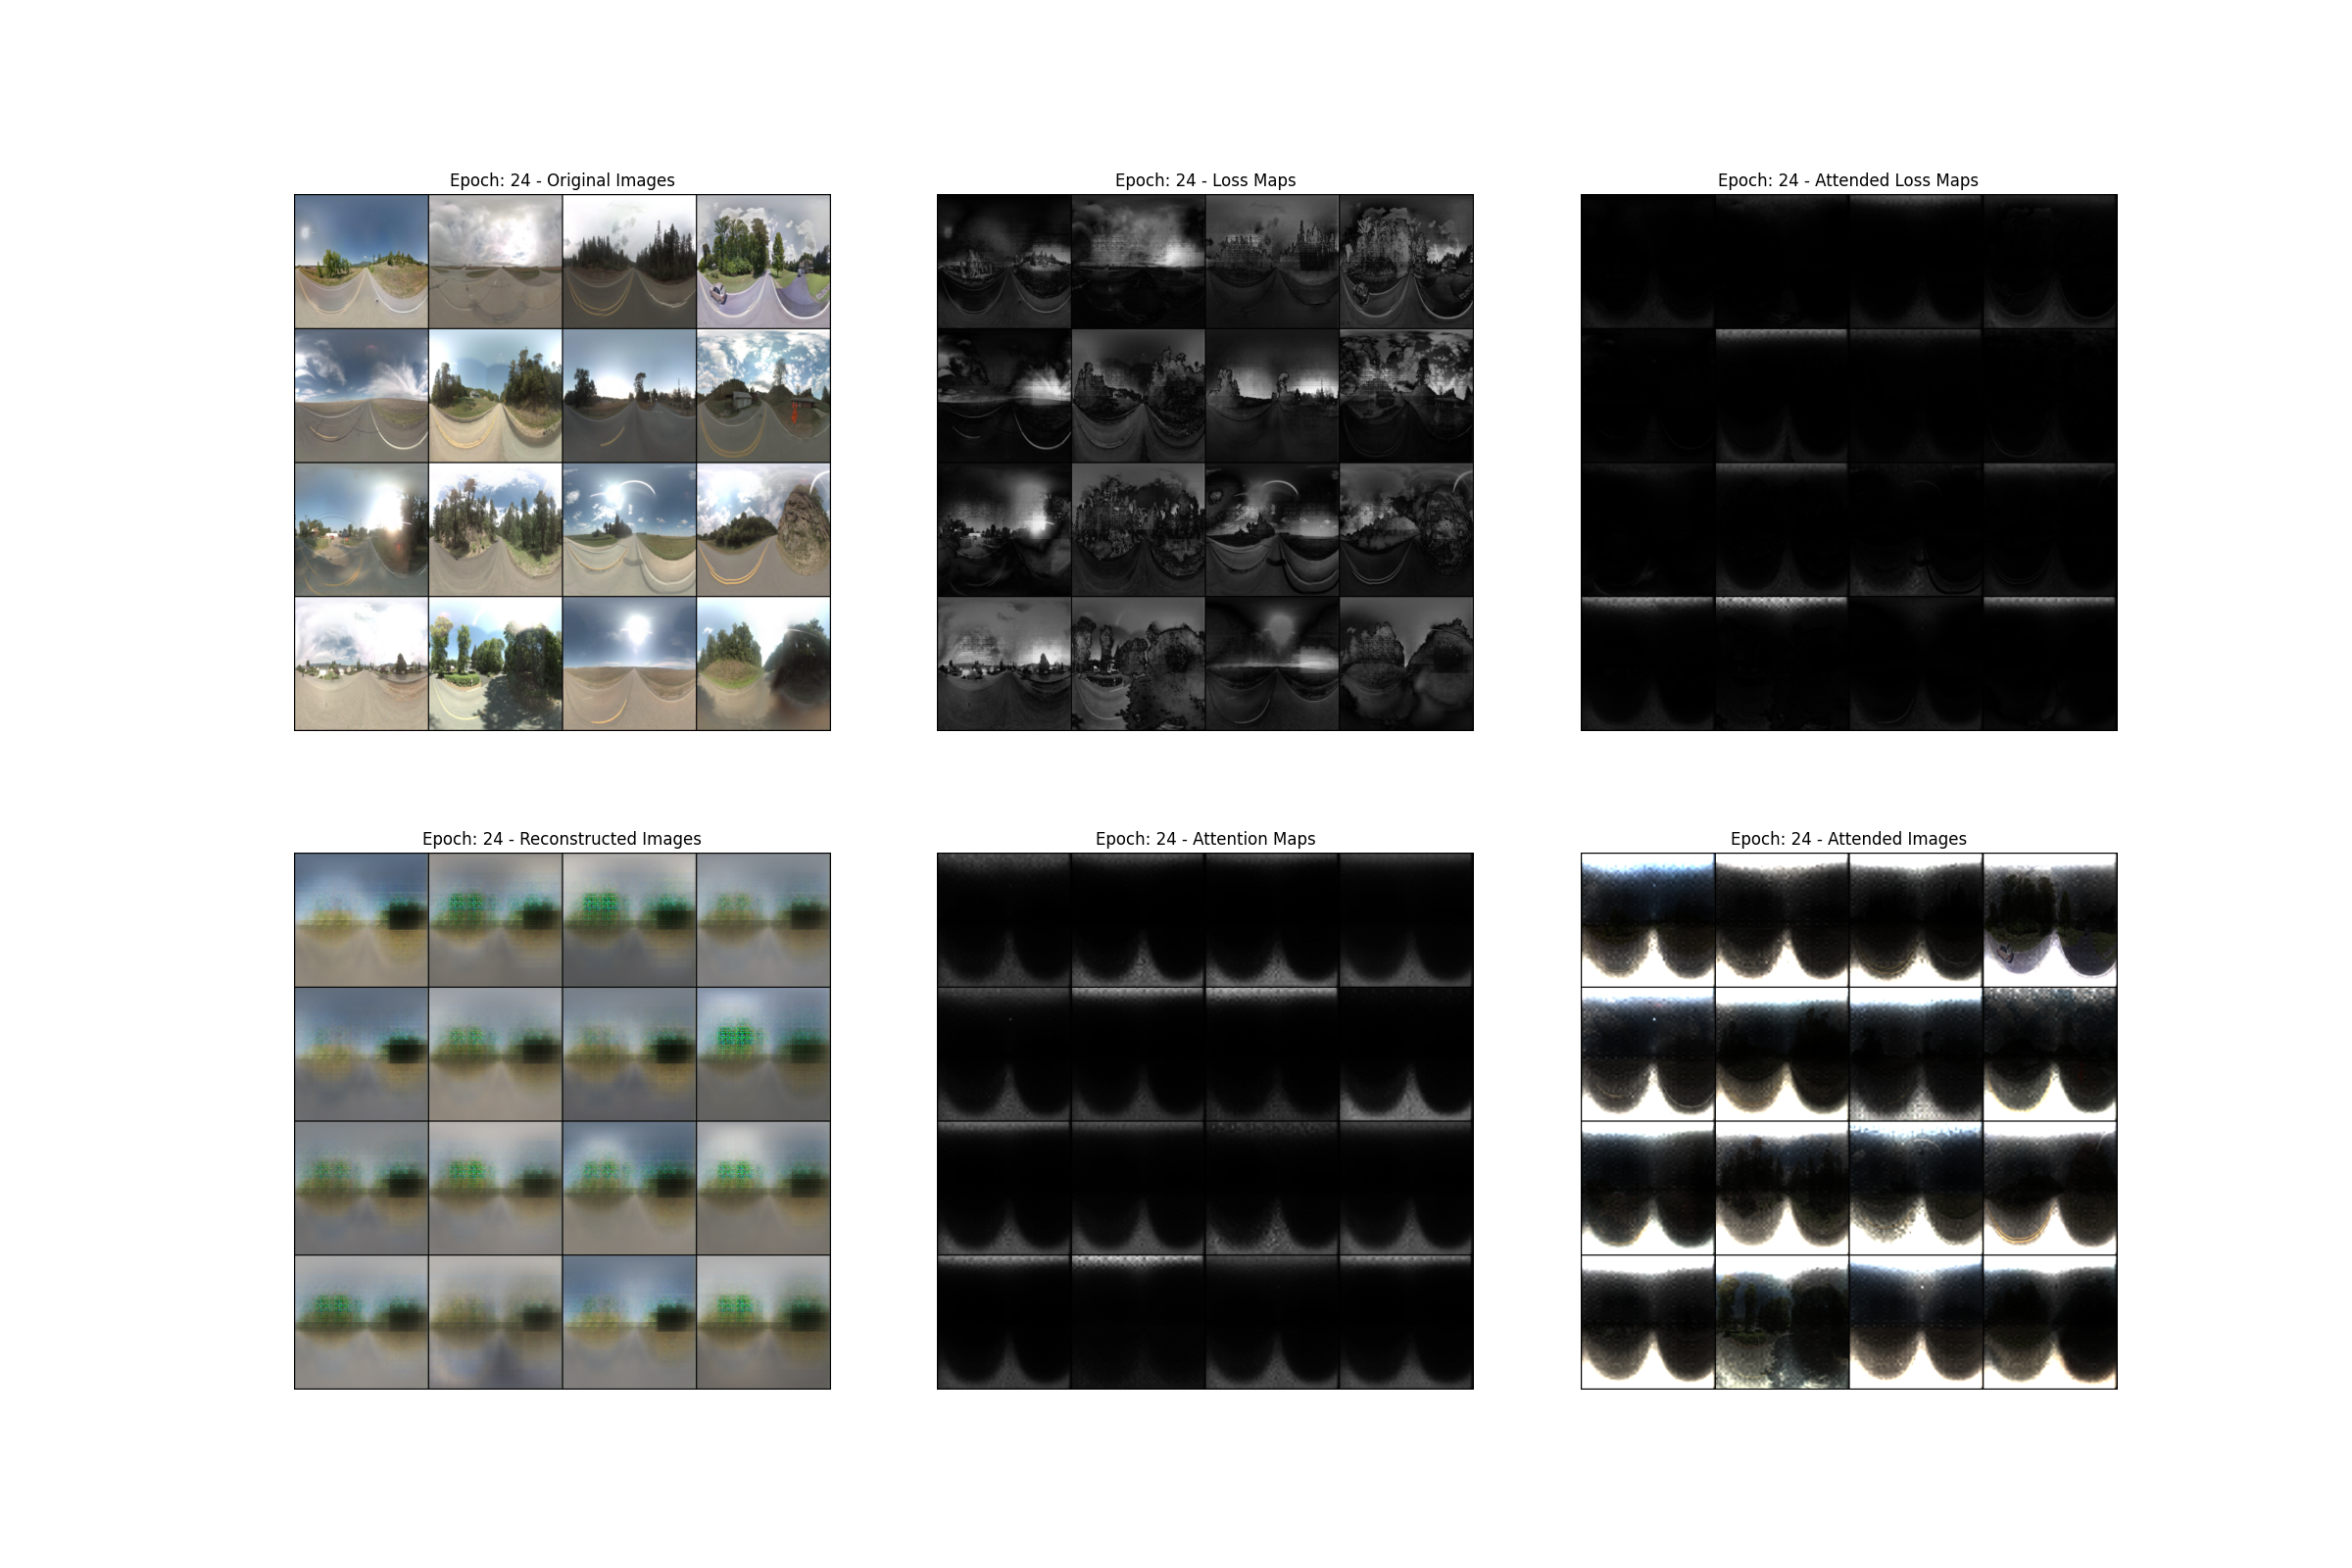 Epoch: 24 - Original Images
Epoch: 24 - Loss Maps
Epoch: 24 - Attended Loss Maps
Epoch: 24 - Reconstructed Images
Epoch: 24 - Attention Maps
Epoch: 24 - Attended Images